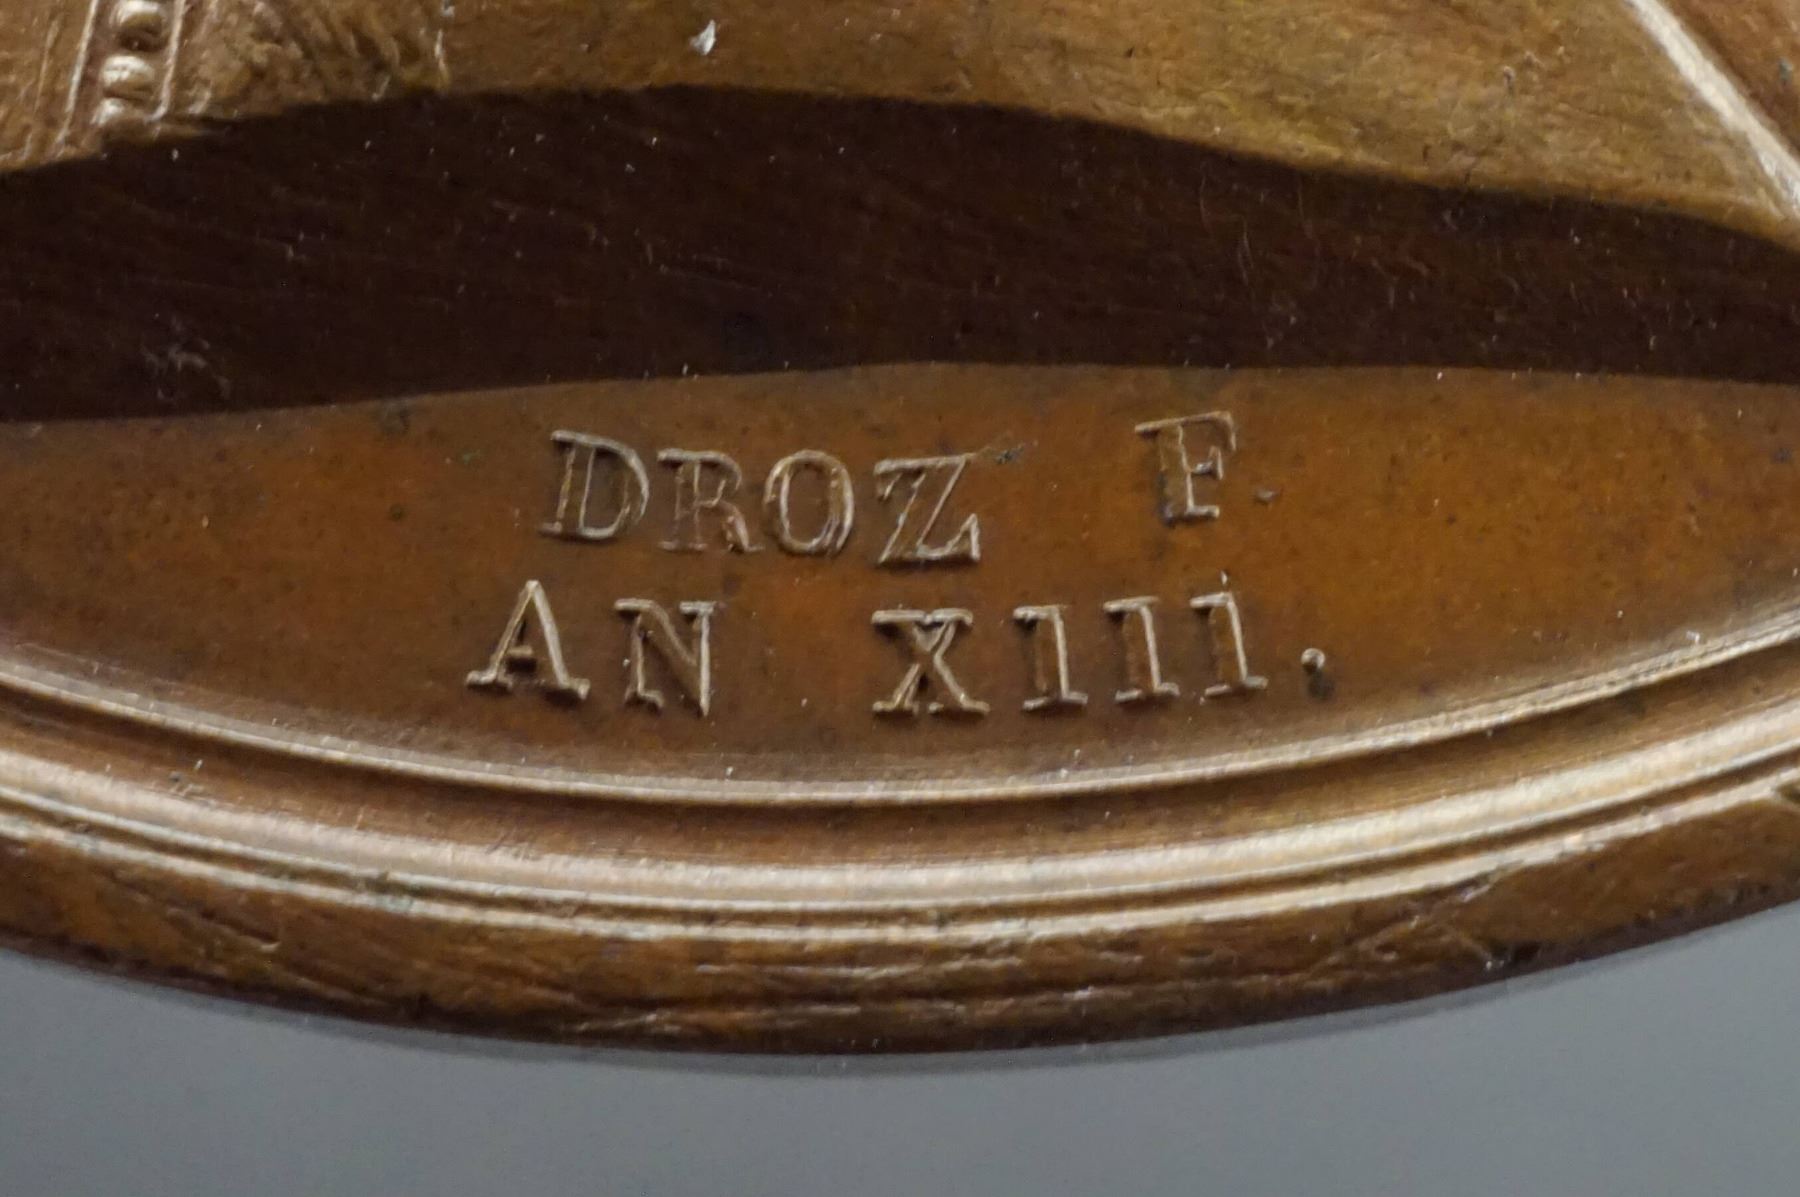 DROZ F.
AN XIII.